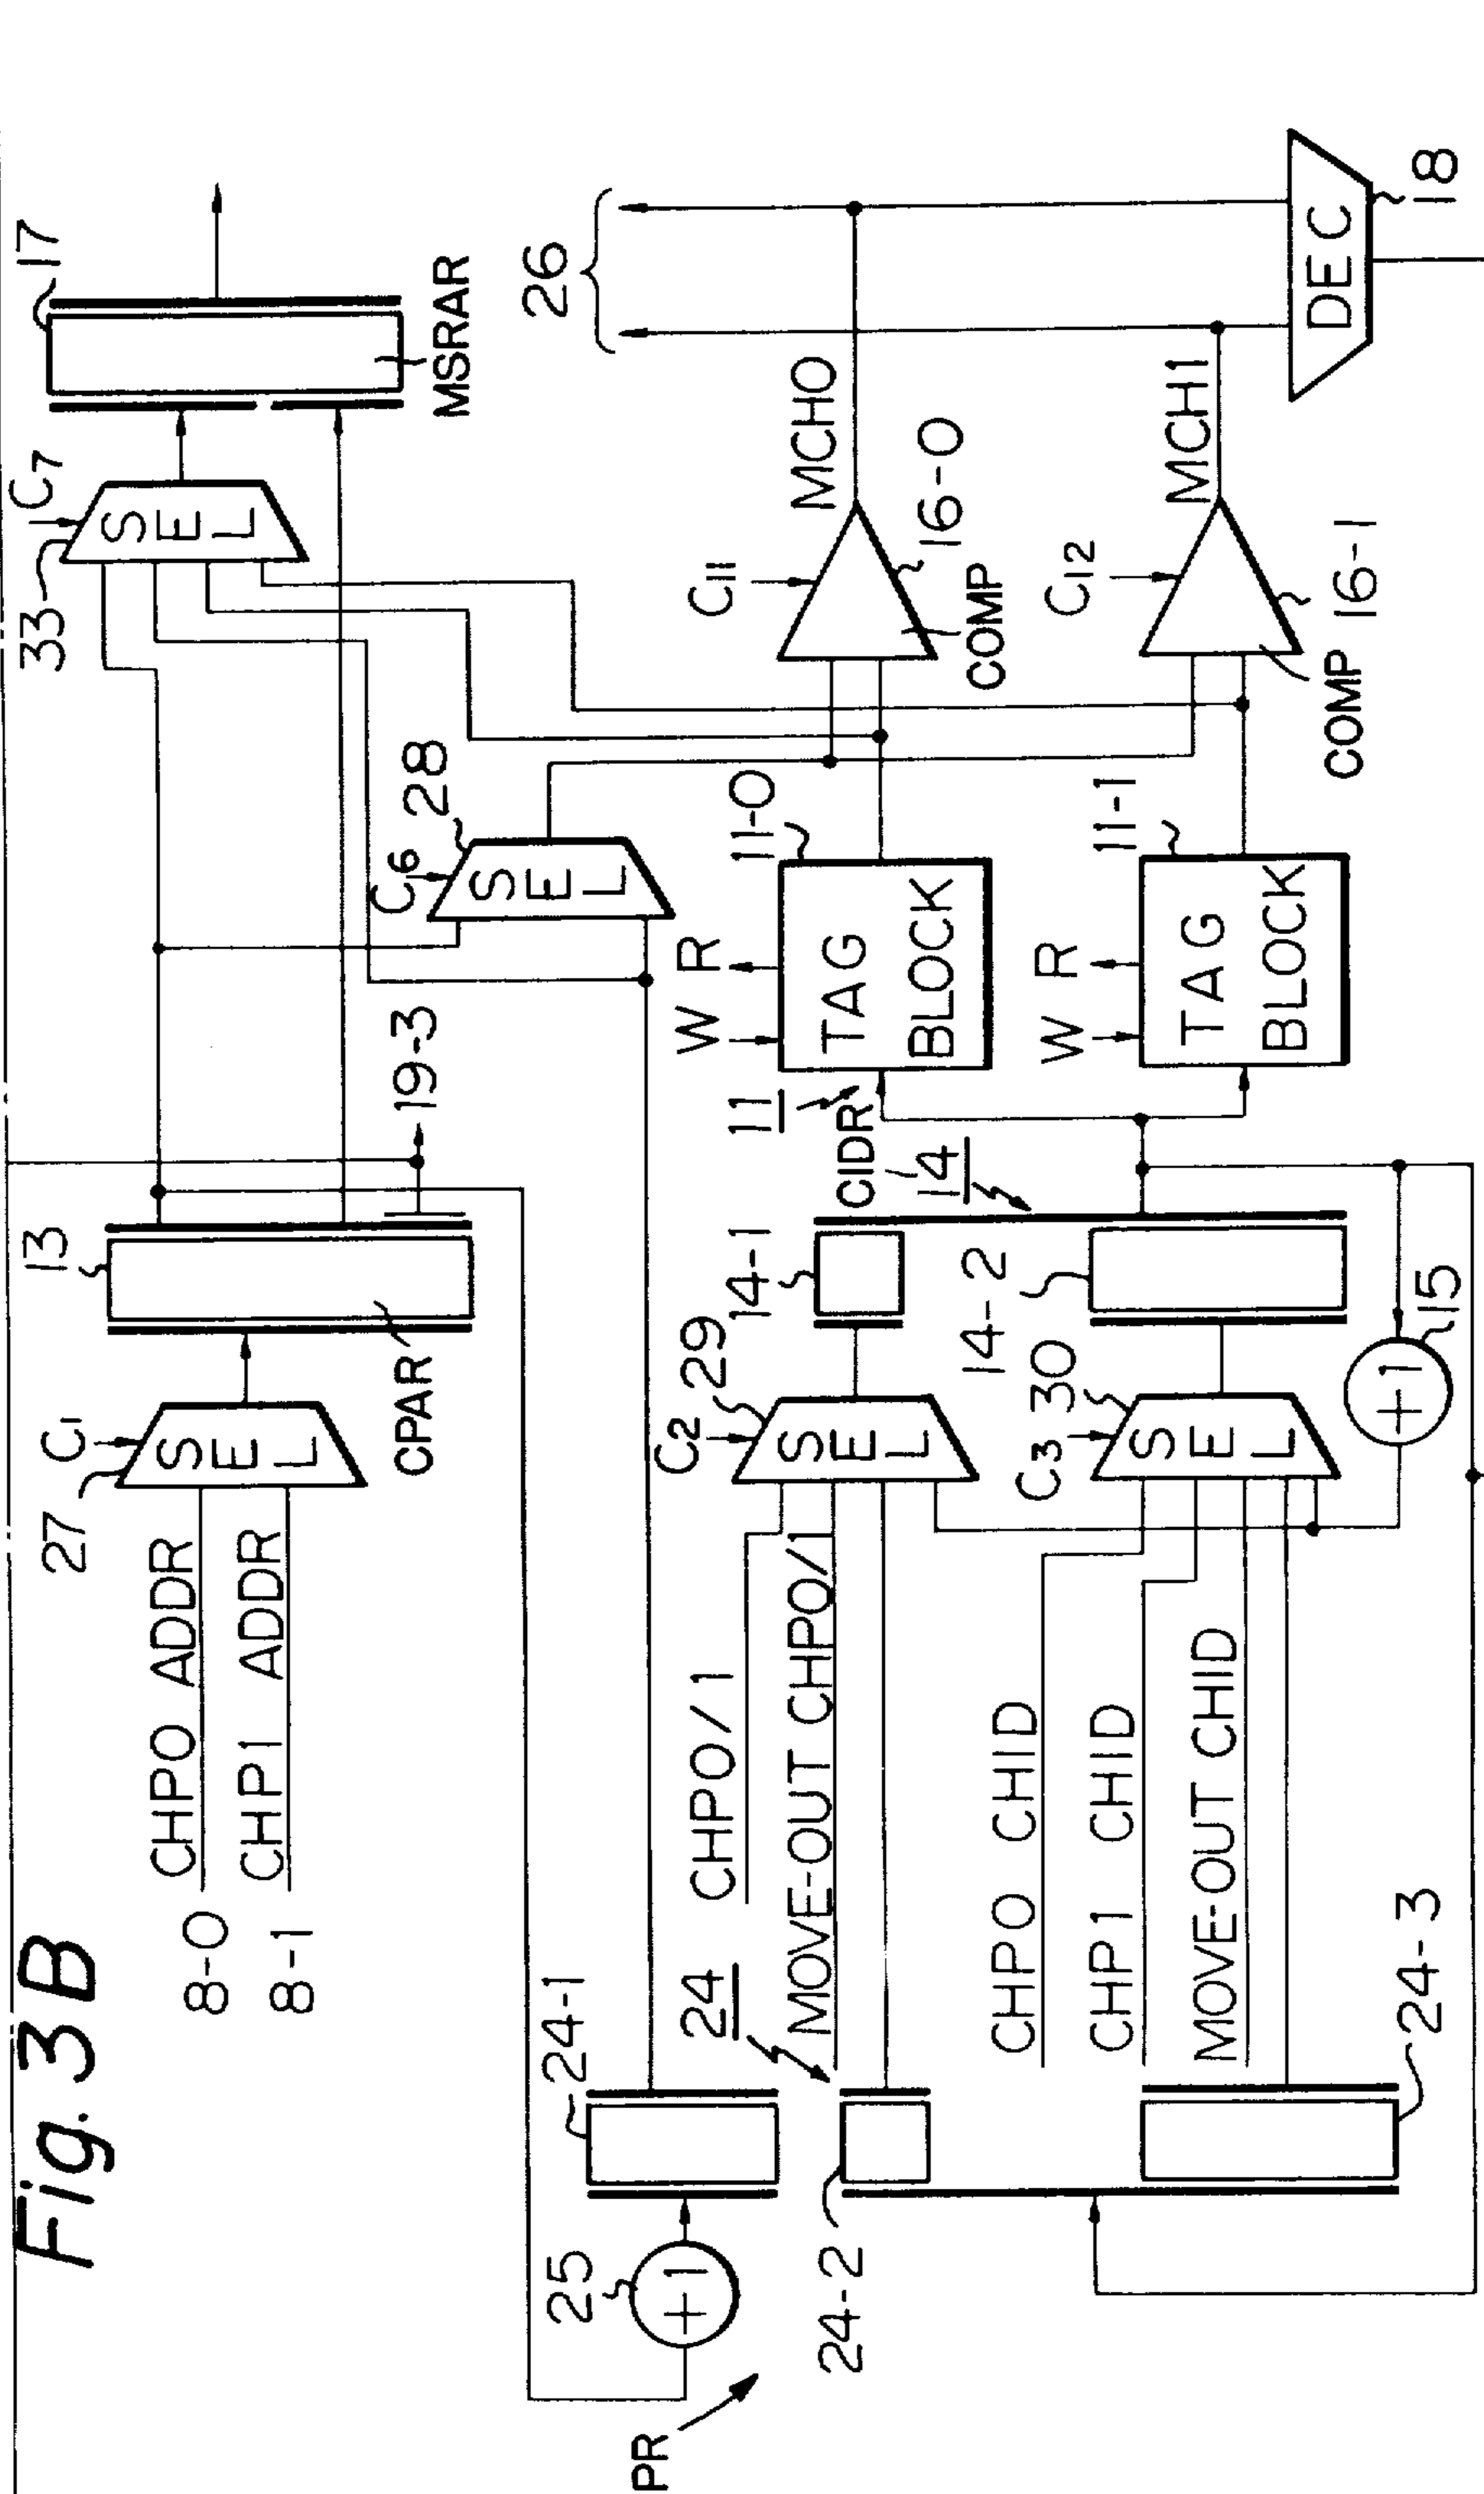 Fig. 3B
8-0
CHP0 ADDR
8-1
CHP1 ADDR
27
C1
SEL
13
CPAR
19-3
33
C7
SEL
17
MSRAR
PR
25
+1
24-1
24
24-2
24-3
C6
28
SEL
26
CHP0/1
MOVE-OUT CHP0/1
C2
29
SEL
14-1
CIDR
14
11
W
R
11-0
TAG
BLOCK
C11
MCH0
16-0
COMP
CHP0 CHID
CHP1 CHID
MOVE-OUT CHID
C3
30
SEL
14-2
15
+1
W
R
11-1
TAG
BLOCK
C12
MCH1
16-1
COMP
DEC
18